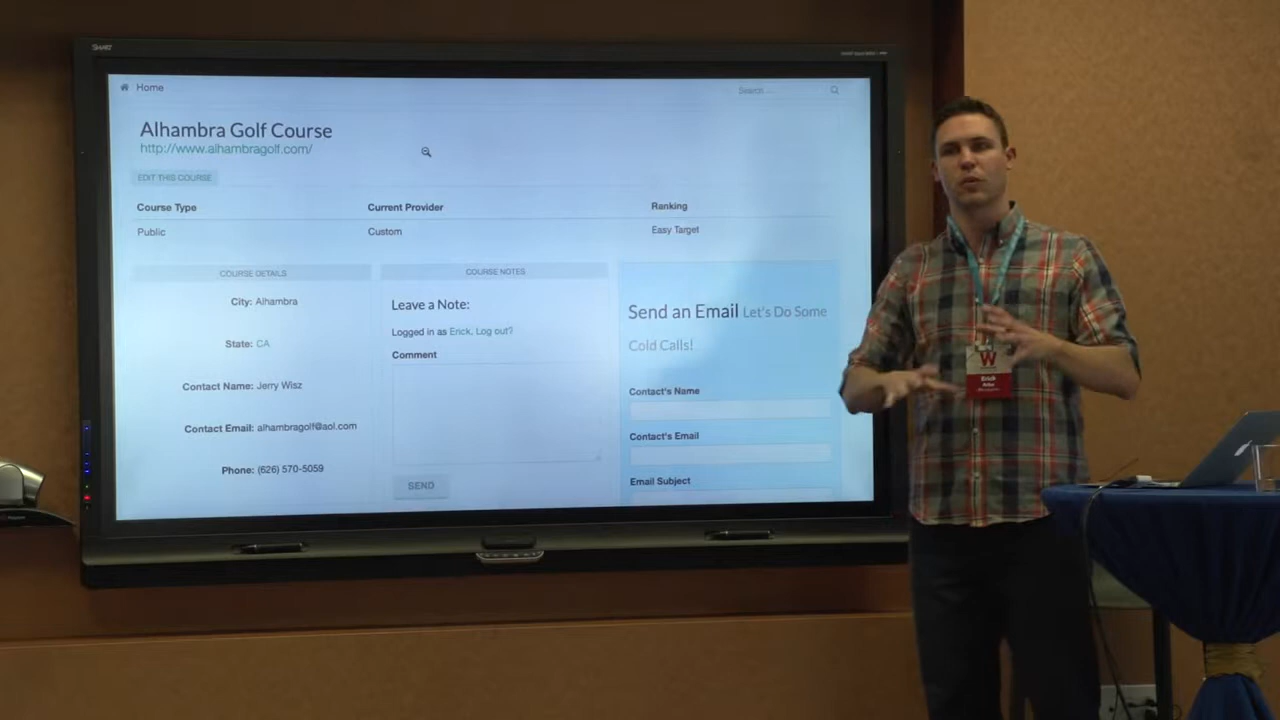 SMART
Home
Search ...
Alhambra Golf Course
http://www.alhambragolf.com/
EDIT THIS COURSE
Course Type
Current Provider
Ranking
Public
Custom
Easy Target
COURSE DETAILS
City: Alhambra
State: CA
Contact Name: Jerry Wisz
Contact Email: alhambragolf@aol.com
Phone: (626) 570-5059
COURSE NOTES
Leave a Note:
Logged in as Erick. Log out?
Comment
SEND
Send an Email Let's Do Some
Cold Calls!
Contact's Name
Contact's Email
Email Subject
W
Erick